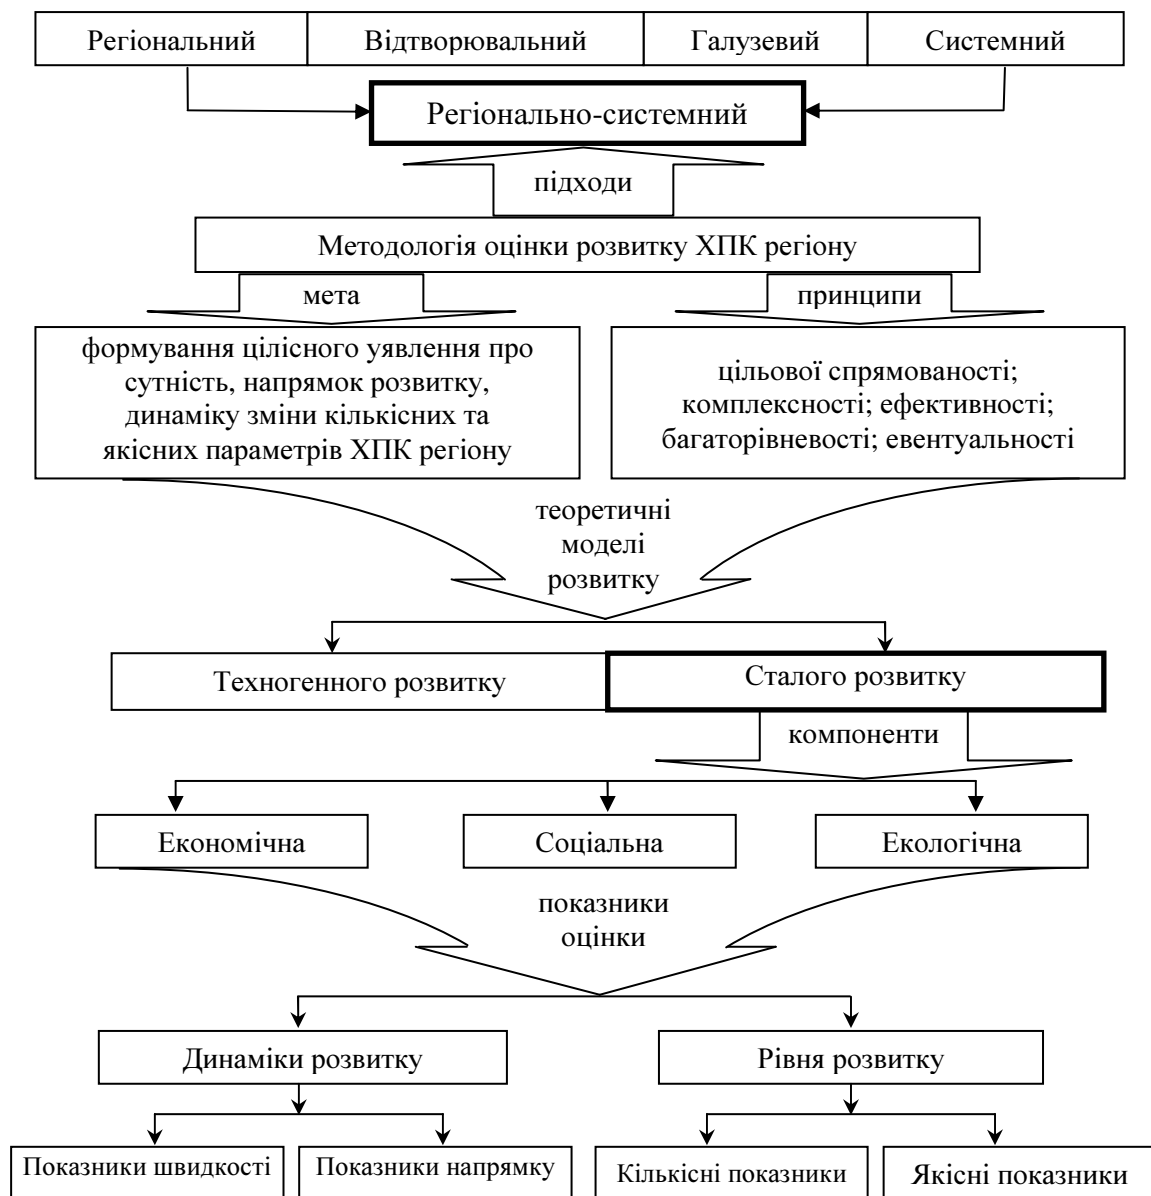 Регіональний Відтворювальний Галузевий Системний
Регіонально-системний
підходи
Методологія оцінки розвитку ХПК регіону
мета
принципи
формування цілісного уявлення про
сутність, напрямок розвитку,
динаміку зміни кількісних та
якісних параметрів ХПК регіону
цільової спрямованості;
комплексності; ефективності;
багаторівневості; евентуальності
теоретичні
моделі
розвитку
Техногенного розвитку
Сталого розвитку
компоненти
Економічна
Соціальна
Екологічна
показники
оцінки
Динаміки розвитку
Рівня розвитку
Показники швидкості
Показники напрямку
Кількісні показники
Якісні показники